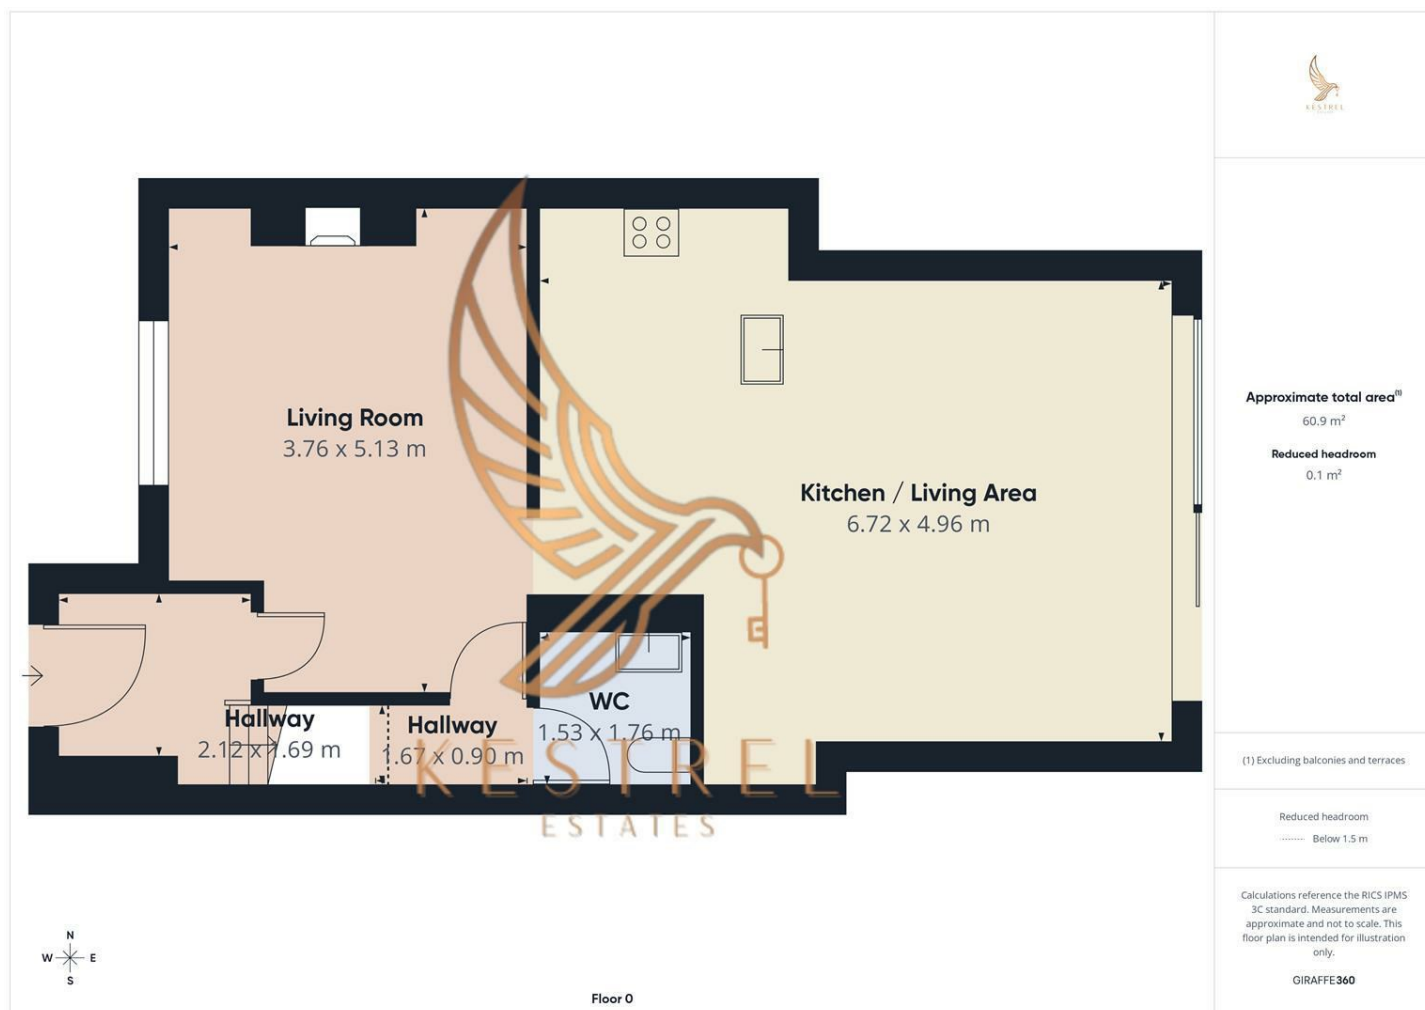 KESTREL
Living Room
3.76 x 5.13 m
Kitchen / Living Area
6.72 x 4.96 m
Hallway
2.12 x 1.69 m
Hallway
1.67 x 0.90 m
WC
1.53 x 1.76 m
KESTREL
ESTATES
Approximate total area(1)
60.9 m²
Reduced headroom
0.1 m²
(1) Excluding balconies and terraces
Reduced headroom
Below 1.5 m
Calculations reference the RICS IPMS
3C standard. Measurements are
approximate and not to scale. This
floor plan is intended for illustration
only.
GIRAFFE360
N
W E
S
Floor 0